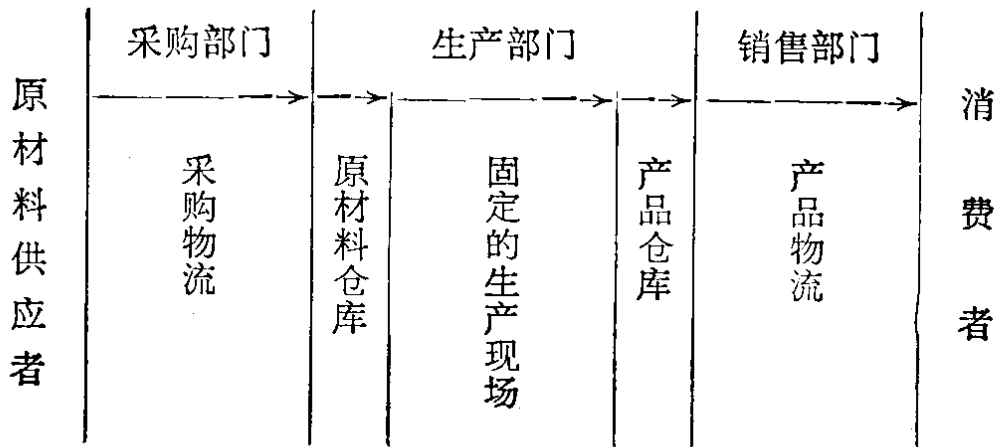 采购部门
生产部门
销售部门
原材料供应者
采购物流
原材料仓库
固定的生产现场
产品仓库
产品物流
消费者